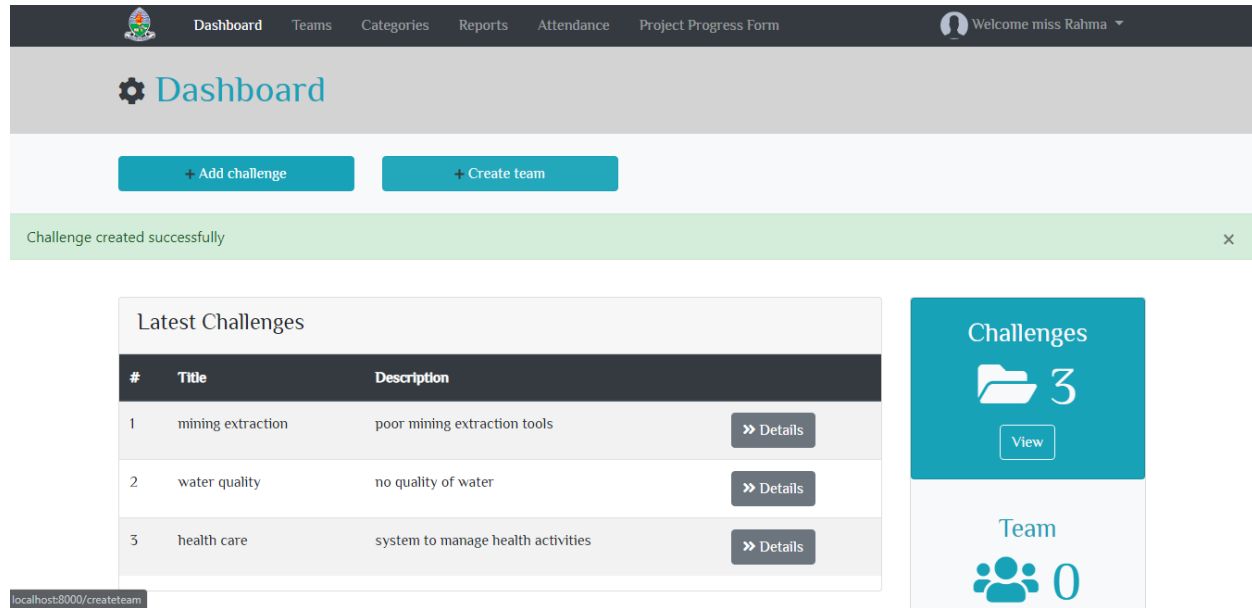 Dashboard Teams Categories Reports Attendance Project Progress Form Welcome miss Rahma
Dashboard
+ Add challenge + Create team
Challenge created successfully ×
Latest Challenges
# Title Description
1 mining extraction poor mining extraction tools » Details
2 water quality no quality of water » Details
3 health care system to manage health activities » Details
Challenges
3
View
Team
0
localhost:8000/createteam